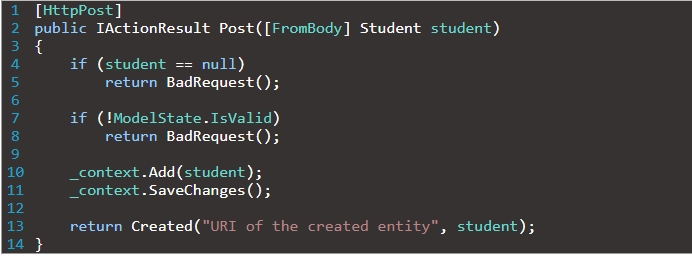 1 [HttpPost]
2 public IActionResult Post([FromBody] Student student)
3 {
4     if (student == null)
5         return BadRequest();
6
7     if (!ModelState.IsValid)
8         return BadRequest();
9
10     _context.Add(student);
11     _context.SaveChanges();
12
13     return Created("URI of the created entity", student);
14 }